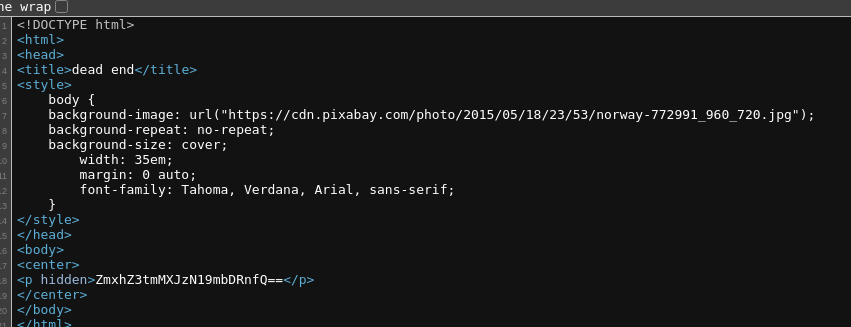 ne wrap
1 <!DOCTYPE html>
2 <html>
3 <head>
4 <title>dead end</title>
5 <style>
6     body {
7     background-image: url("https://cdn.pixabay.com/photo/2015/05/18/23/53/norway-772991_960_720.jpg");
8     background-repeat: no-repeat;
9     background-size: cover;
10         width: 35em;
11         margin: 0 auto;
12         font-family: Tahoma, Verdana, Arial, sans-serif;
13     }
14 </style>
15 </head>
16 <body>
17 <center>
18 <p hidden>ZmxhZ3tmMXJzN19mbDRnfQ==</p>
19 </center>
20 </body>
21 </html>